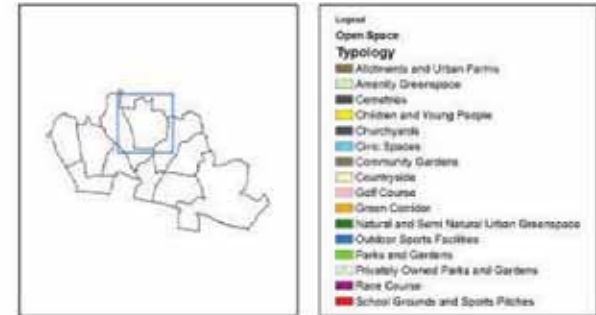 Legend
Open Space
Typology
Allotments and Urban Farms
Amenity Greenspace
Cemetries
Children and Young People
Churchyards
Civic Spaces
Community Gardens
Countryside
Golf Course
Green Corridor
Natural and Semi Natural Urban Greenspace
Outdoor Sports Facilities
Parks and Gardens
Privately Owned Parks and Gardens
Race Course
School Grounds and Sports Pitches